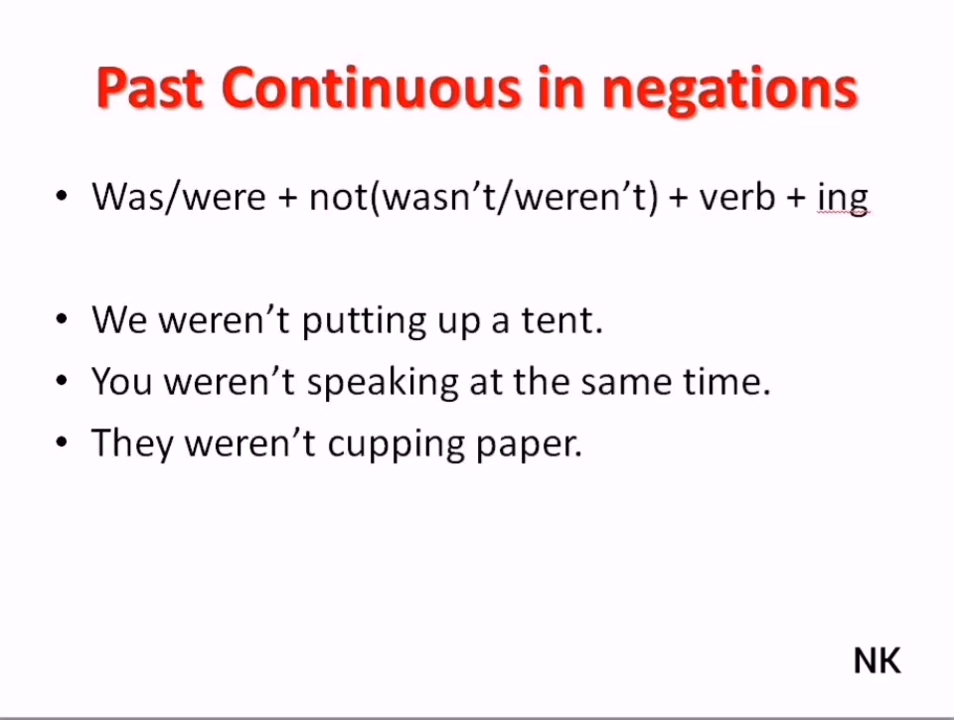 Past Continuous in negations
• Was/were + not(wasn’t/weren’t) + verb + ing
• We weren’t putting up a tent.
• You weren’t speaking at the same time.
• They weren’t cupping paper.
NK